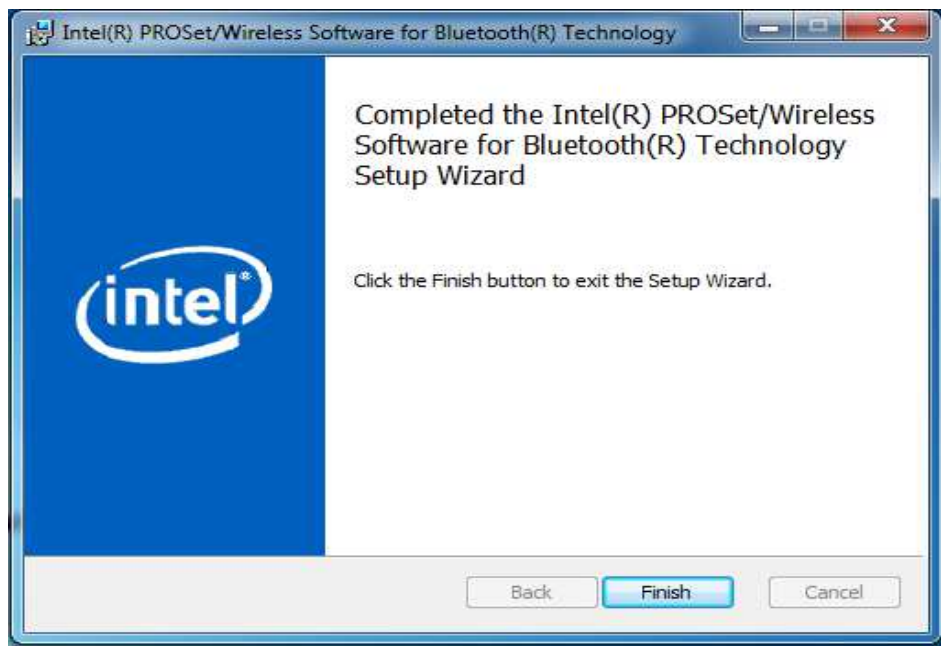 Intel(R) PROSet/Wireless Software for Bluetooth(R) Technology
Completed the Intel(R) PROSet/Wireless
Software for Bluetooth(R) Technology
Setup Wizard
Click the Finish button to exit the Setup Wizard.
intel®
Back
Finish
Cancel